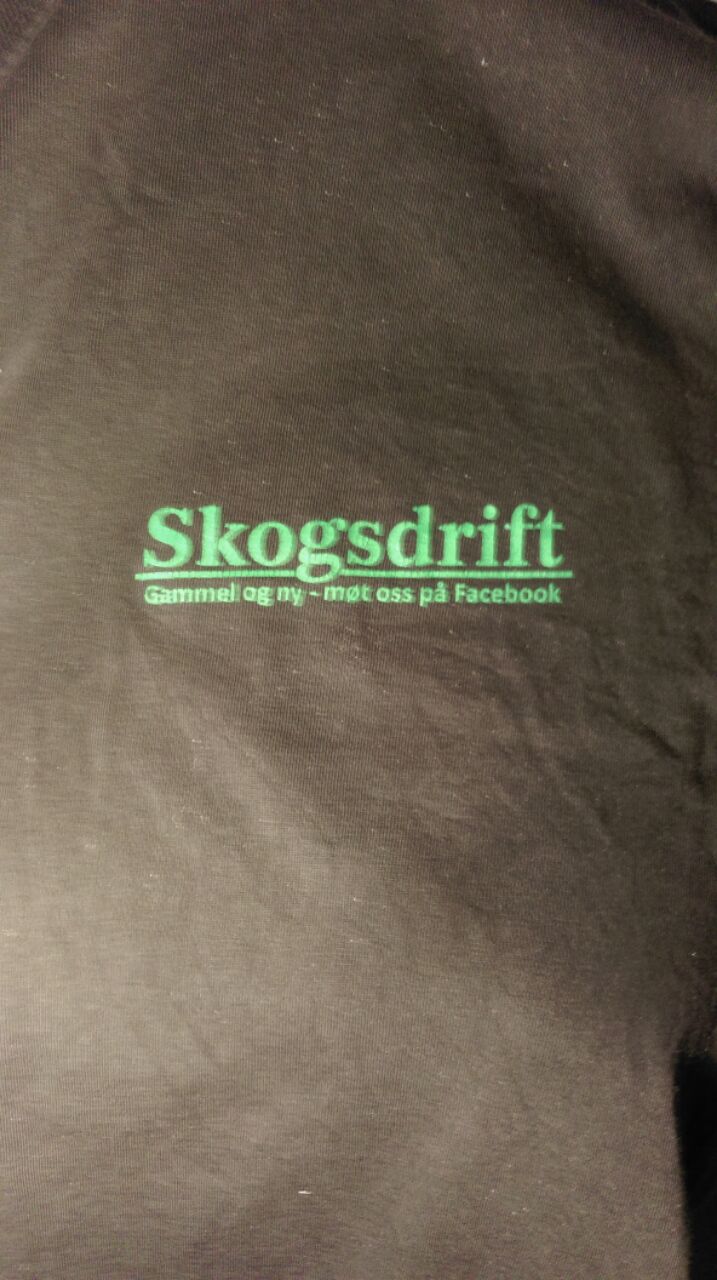 Skogsdrift
Gammel og ny - møt oss på Facebook